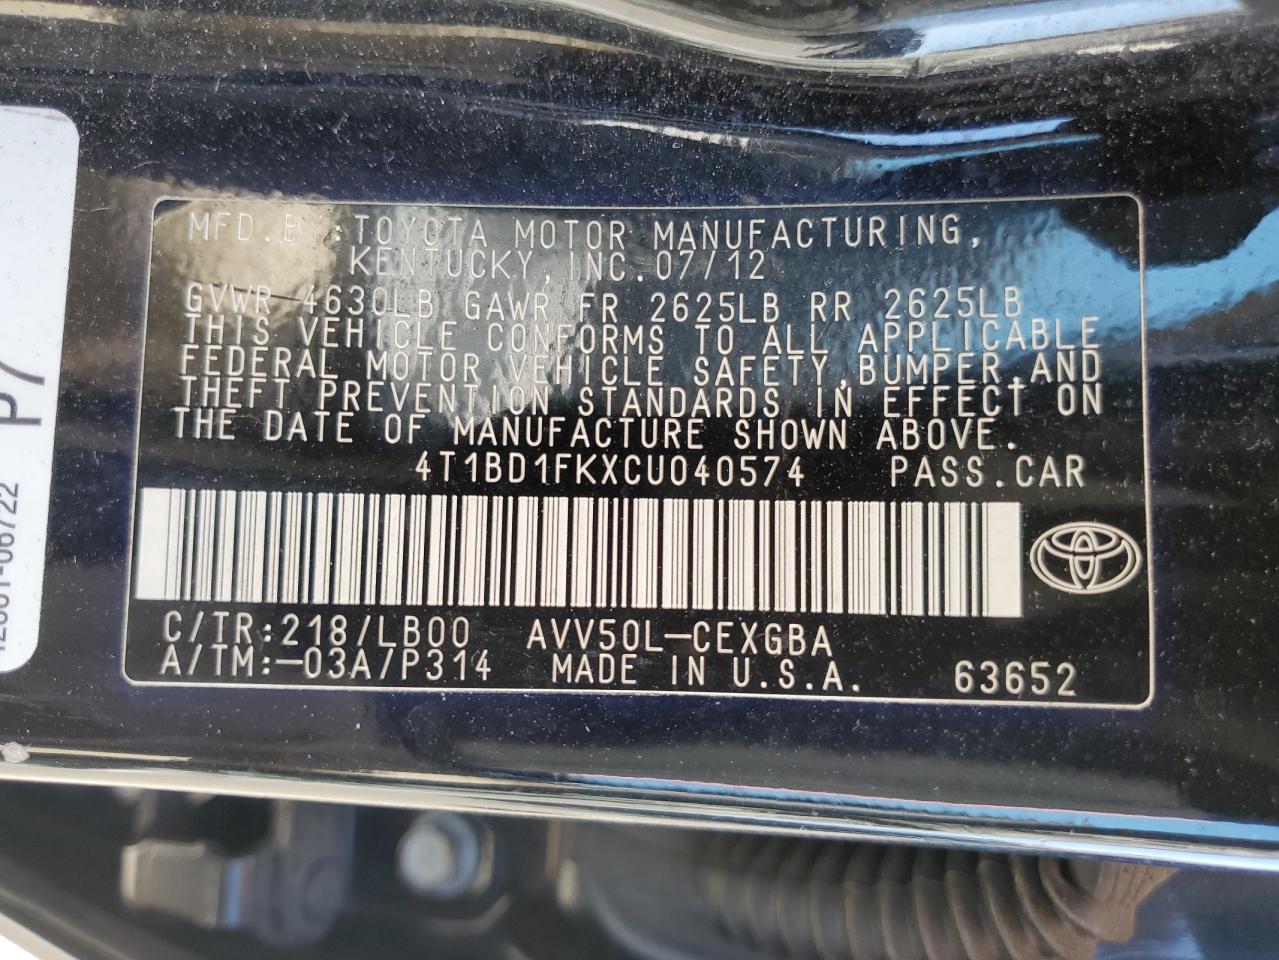 MFD.BY:TOYOTA MOTOR MANUFACTURING,
KENTUCKY,INC.07/12
GVWR 4630LB GAWR FR 2625LB RR 2625LB
THIS VEHICLE CONFORMS TO ALL APPLICABLE
FEDERAL MOTOR VEHICLE SAFETY,BUMPER,AND
THEFT PREVENTION STANDARDS IN EFFECT ON
THE DATE OF MANUFACTURE SHOWN ABOVE.
4T1BD1FKXCU040574 PASS.CAR
C/TR:218/LB00 AVV50L-CEXGBA
A/TM:-03A/P314 MADE IN U.S.A. 63652
P7